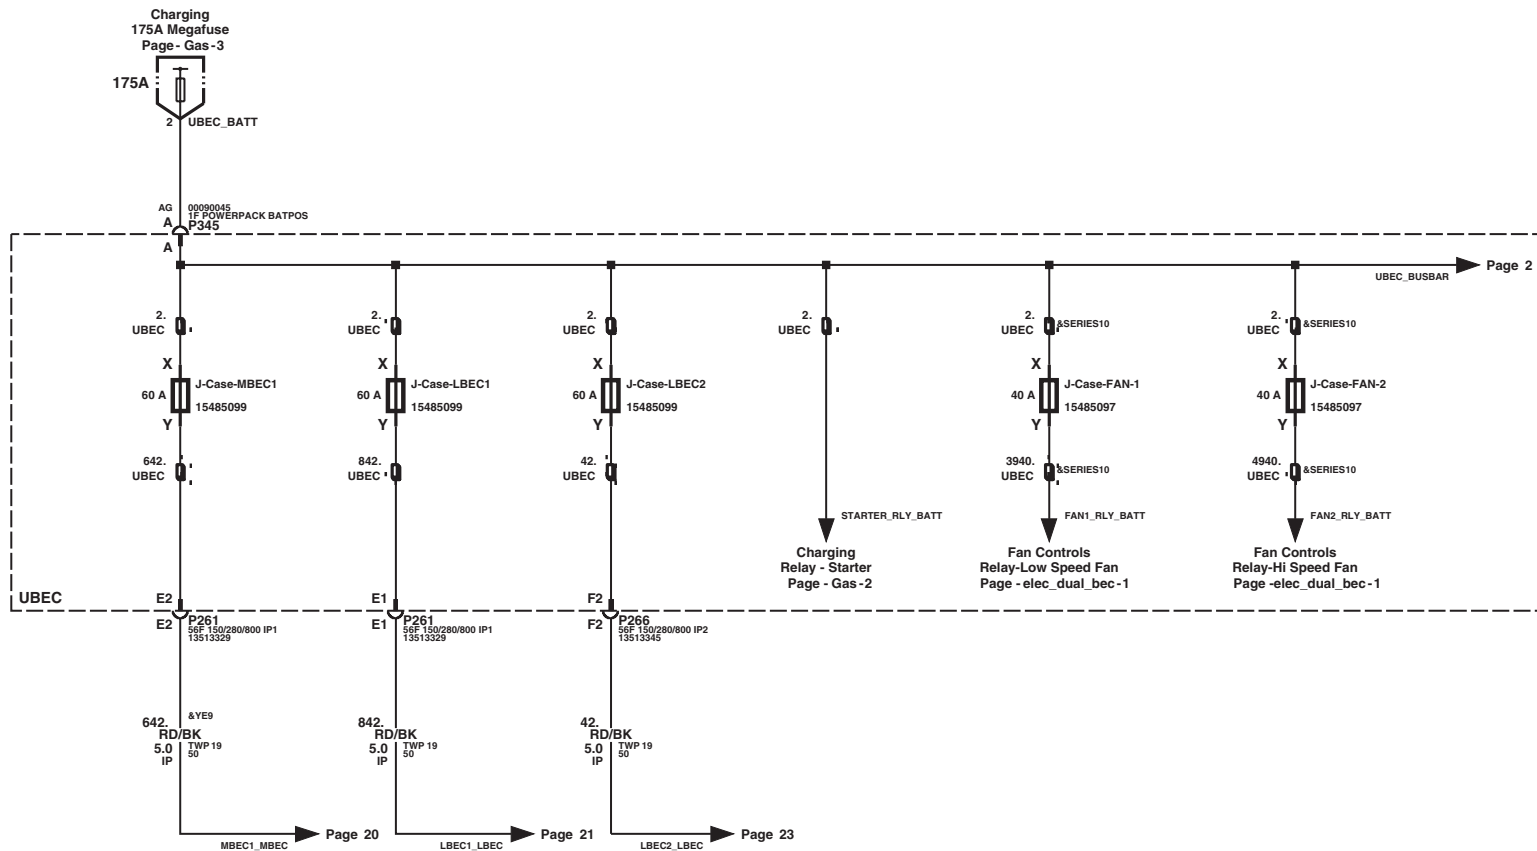 Charging
175A Megafuse
Page - Gas-3
175A
2 UBEC_BATT
AG 00090045
1F POWERPACK BATPOS
A P345
A
UBEC_BUSBAR
Page 2
2.
UBEC
X
60 A
J-Case-MBEC1
15485099
Y
642.
UBEC
2.
UBEC
X
60 A
J-Case-LBEC1
15485099
Y
842.
UBEC
2.
UBEC
X
60 A
J-Case-LBEC2
15485099
Y
42.
UBEC
2.
UBEC
STARTER_RLY_BATT
Charging
Relay - Starter
Page - Gas-2
2.
UBEC
&SERIES10
X
40 A
J-Case-FAN-1
15485097
Y
3940.
UBEC
&SERIES10
FAN1_RLY_BATT
Fan Controls
Relay-Low Speed Fan
Page - elec_dual_bec-1
2.
UBEC
&SERIES10
X
40 A
J-Case-FAN-2
15485097
Y
4940.
UBEC
&SERIES10
FAN2_RLY_BATT
Fan Controls
Relay-Hi Speed Fan
Page -elec_dual_bec-1
UBEC
E2
E2
P261
56F 150/280/800 IP1
13513329
E1
E1
P261
56F 150/280/800 IP1
13513329
F2
F2
P266
56F 150/280/800 IP2
13513345
642.
&YE9
RD/BK
5.0
TWP 19
50
IP
842.
RD/BK
5.0
TWP 19
50
IP
42.
RD/BK
5.0
TWP 19
50
IP
MBEC1_MBEC
Page 20
LBEC1_LBEC
Page 21
LBEC2_LBEC
Page 23